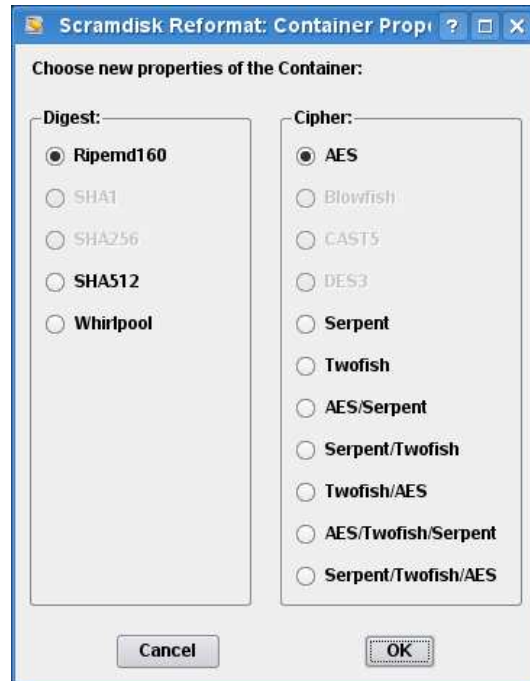 Scramdisk Reformat: Container Prop
Choose new properties of the Container:
Digest:
Ripemd160
SHA1
SHA256
SHA512
Whirlpool
Cipher:
AES
Blowfish
CAST5
DES3
Serpent
Twofish
AES/Serpent
Serpent/Twofish
Twofish/AES
AES/Twofish/Serpent
Serpent/Twofish/AES
Cancel
OK